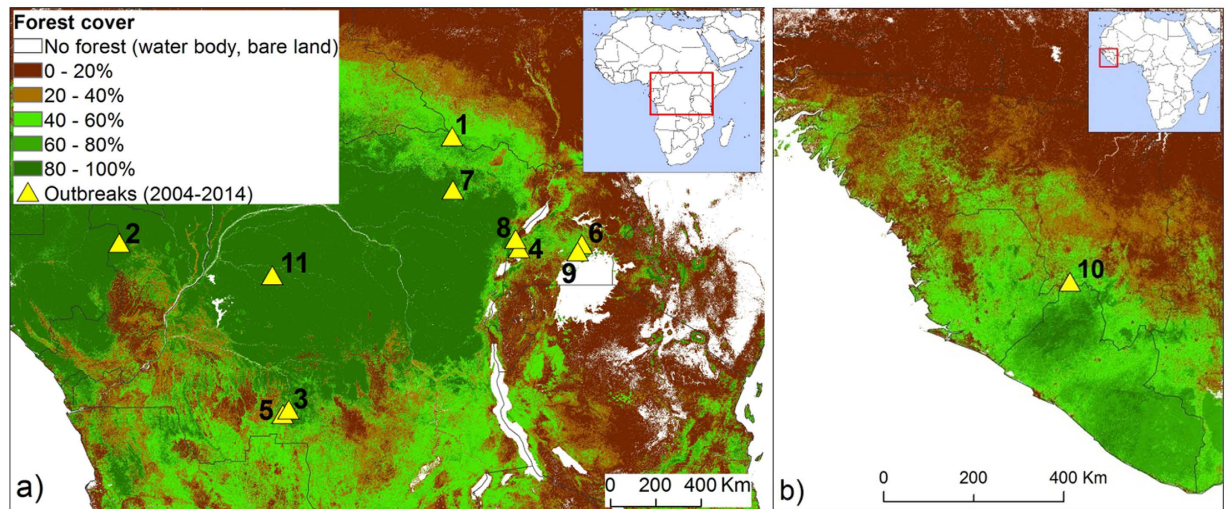 Forest cover
No forest (water body, bare land)
0 - 20%
20 - 40%
40 - 60%
60 - 80%
80 - 100%
Outbreaks (2004-2014)
1
7
2
8
4
6
9
11
5
3
a)
0 200 400 Km
10
b)
0 200 400 Km